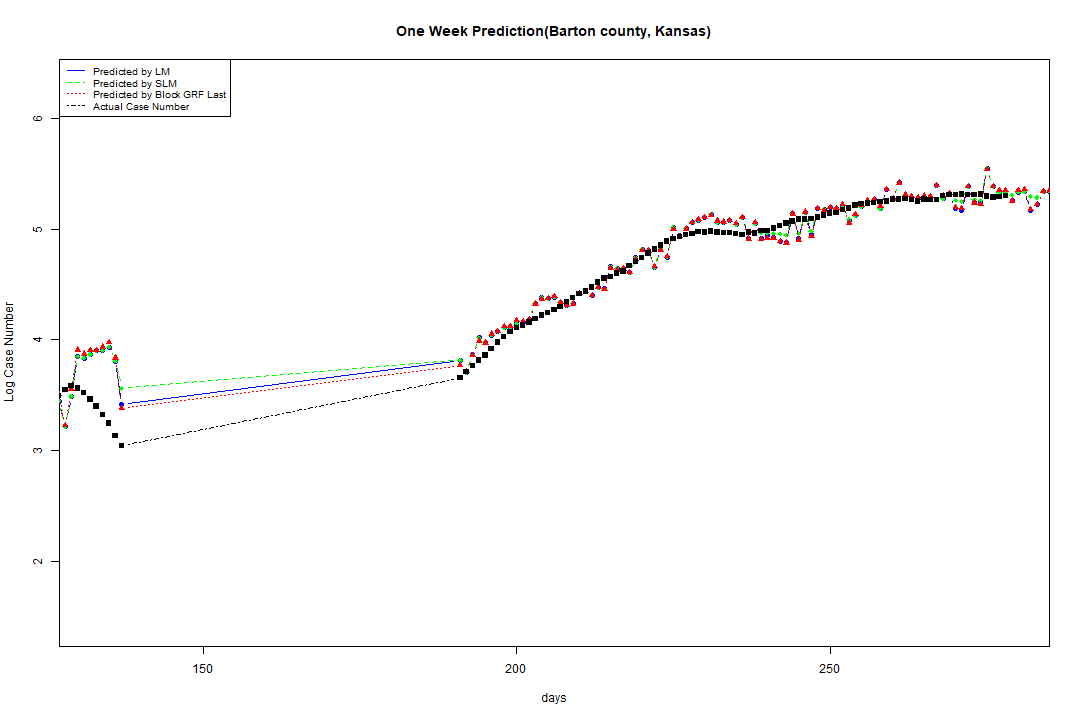 One Week Prediction(Barton county, Kansas)
Predicted by LM
Predicted by SLM
Predicted by Block GRF Last
Actual Case Number
Log Case Number
6
5
4
3
2
150
200
250
days